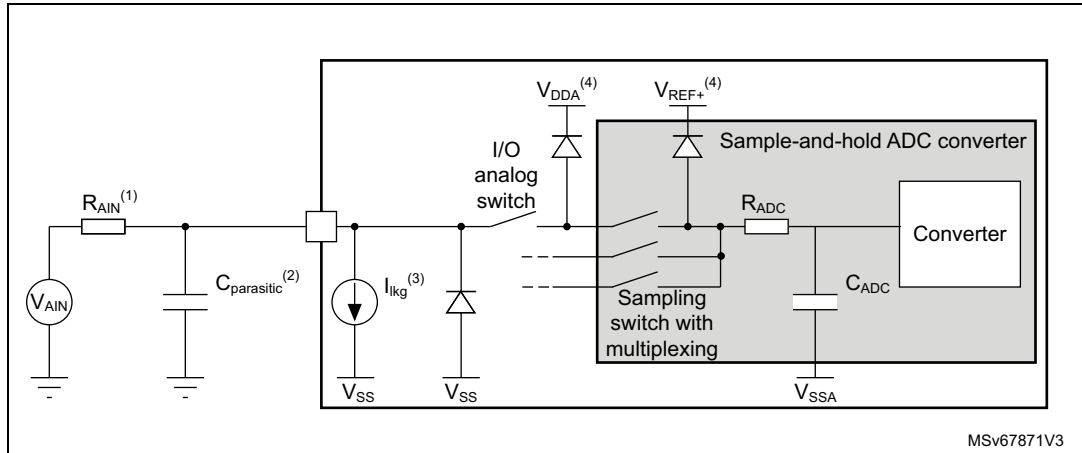 V_DDA^(4)
V_REF+^(4)
Sample-and-hold ADC converter
I/O
analog
switch
R_AIN^(1)
R_ADC
Converter
V_AIN
C_parasitic^(2)
I_lkg^(3)
C_ADC
Sampling
switch with
multiplexing
V_SS
V_SS
V_SSA
MSv67871V3